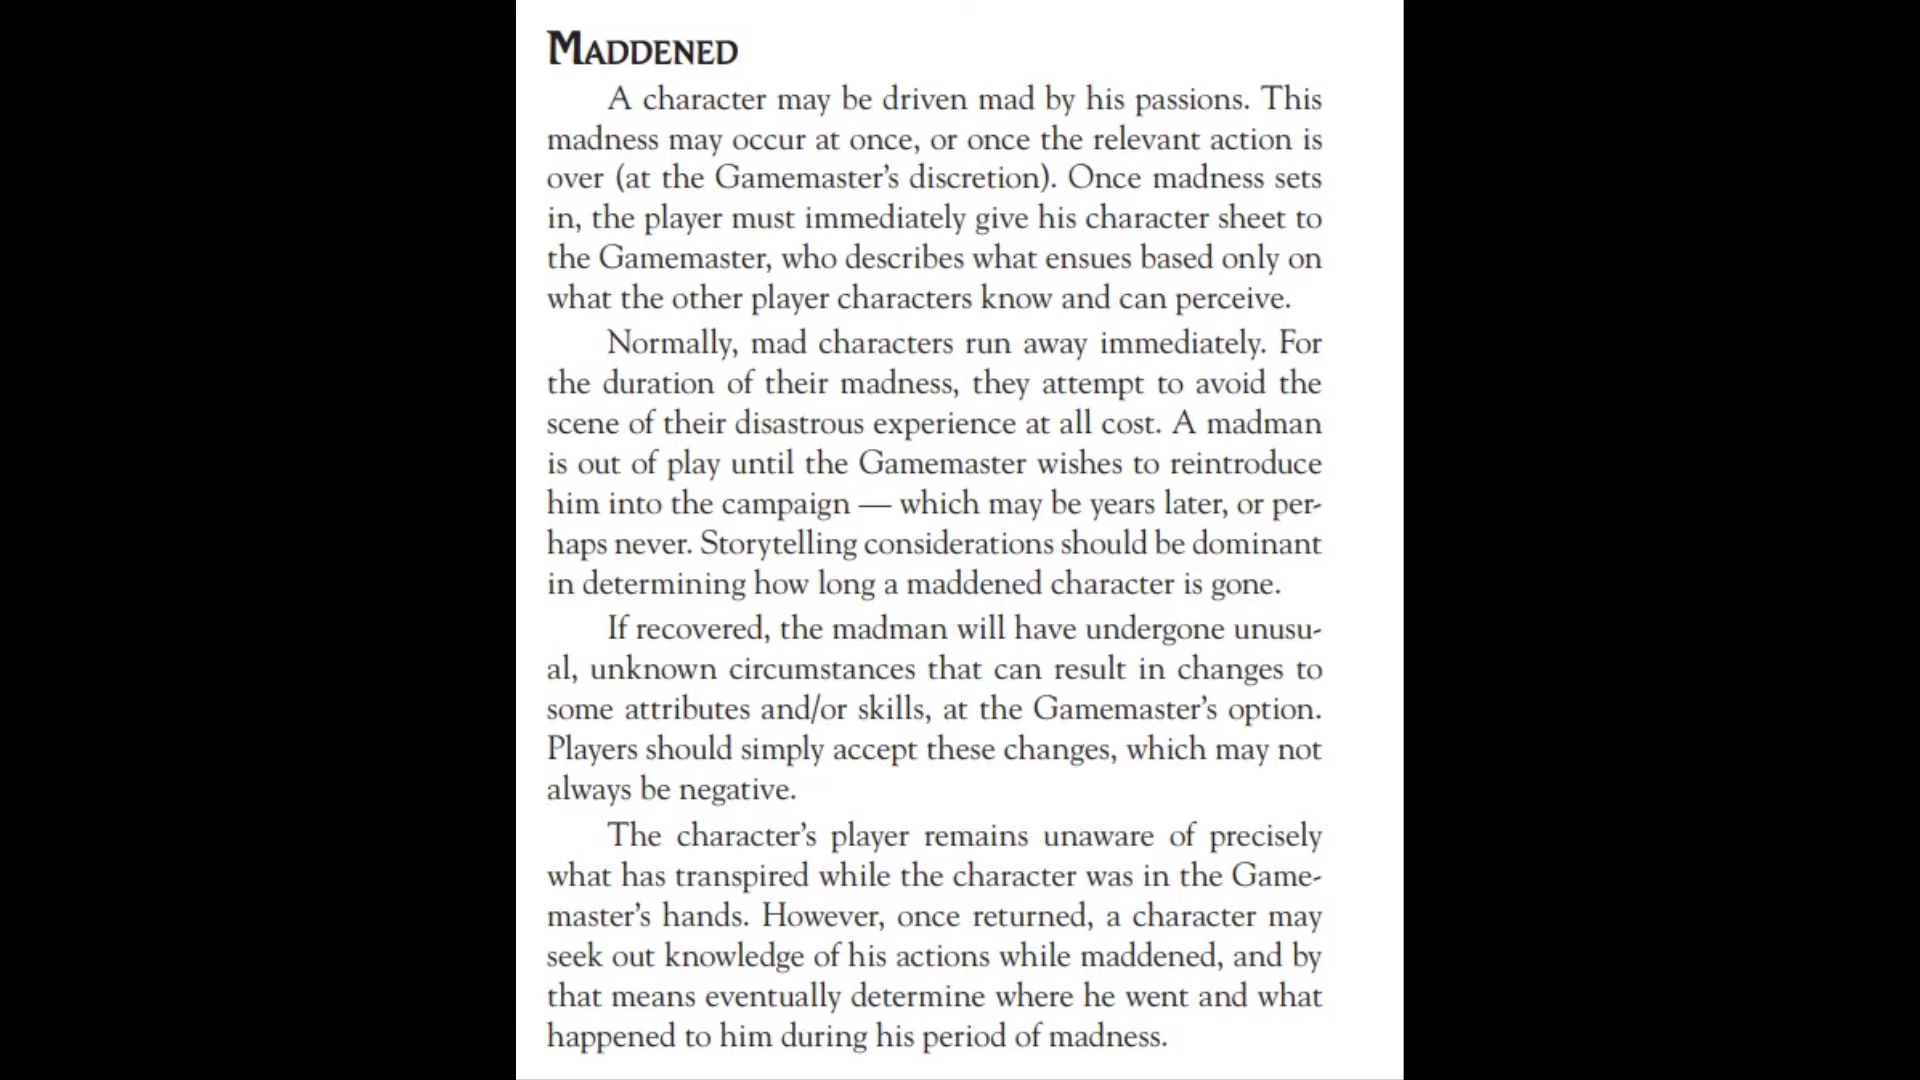 MADDENED
A character may be driven mad by his passions. This
madness may occur at once, or once the relevant action is
over (at the Gamemaster’s discretion). Once madness sets
in, the player must immediately give his character sheet to
the Gamemaster, who describes what ensues based only on
what the other player characters know and can perceive.
Normally, mad characters run away immediately. For
the duration of their madness, they attempt to avoid the
scene of their disastrous experience at all cost. A madman
is out of play until the Gamemaster wishes to reintroduce
him into the campaign — which may be years later, or per-
haps never. Storytelling considerations should be dominant
in determining how long a maddened character is gone.
If recovered, the madman will have undergone unusu-
al, unknown circumstances that can result in changes to
some attributes and/or skills, at the Gamemaster’s option.
Players should simply accept these changes, which may not
always be negative.
The character’s player remains unaware of precisely
what has transpired while the character was in the Game-
master’s hands. However, once returned, a character may
seek out knowledge of his actions while maddened, and by
that means eventually determine where he went and what
happened to him during his period of madness.